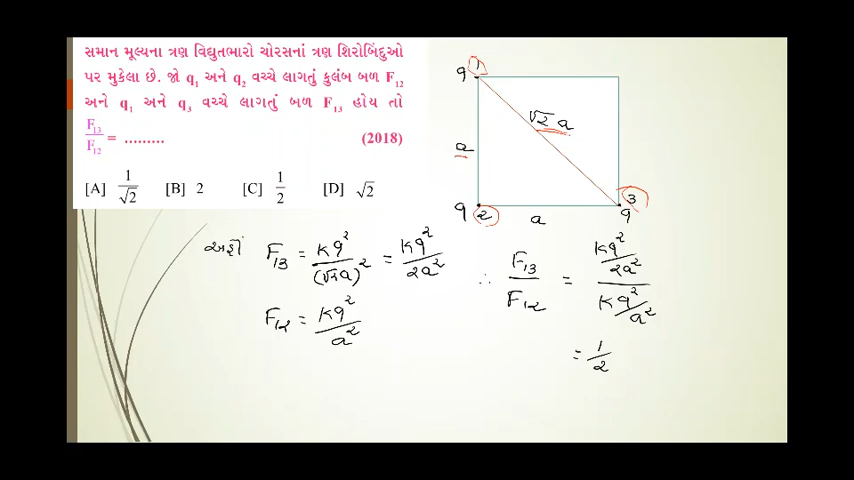 સમાન મૂલ્યના ત્રણ વિદ્યુતભારો ચોરસનાં ત્રણ શિરોબિંદુઓ
પર મુકેલા છે. જો q₁ અને q₂ વચ્ચે લાગતું કુલંબ બળ F₁₂
અને q₁ અને q₃ વચ્ચે લાગતું બળ F₁₃ હોય તો
F₁₃/F₁₂ = ......... (2018)
[A] 1/√2 [B] 2 [C] 1/2 [D] √2
q 1
√2 a
a
q 2
a
3
q
અહીં F₁₃ = Kq²/(√2a)² = Kq²/2a²
F₁₂ = Kq²/a²
∴ F₁₃/F₁₂ = (Kq²/2a²)/(Kq²/a²)
= 1/2